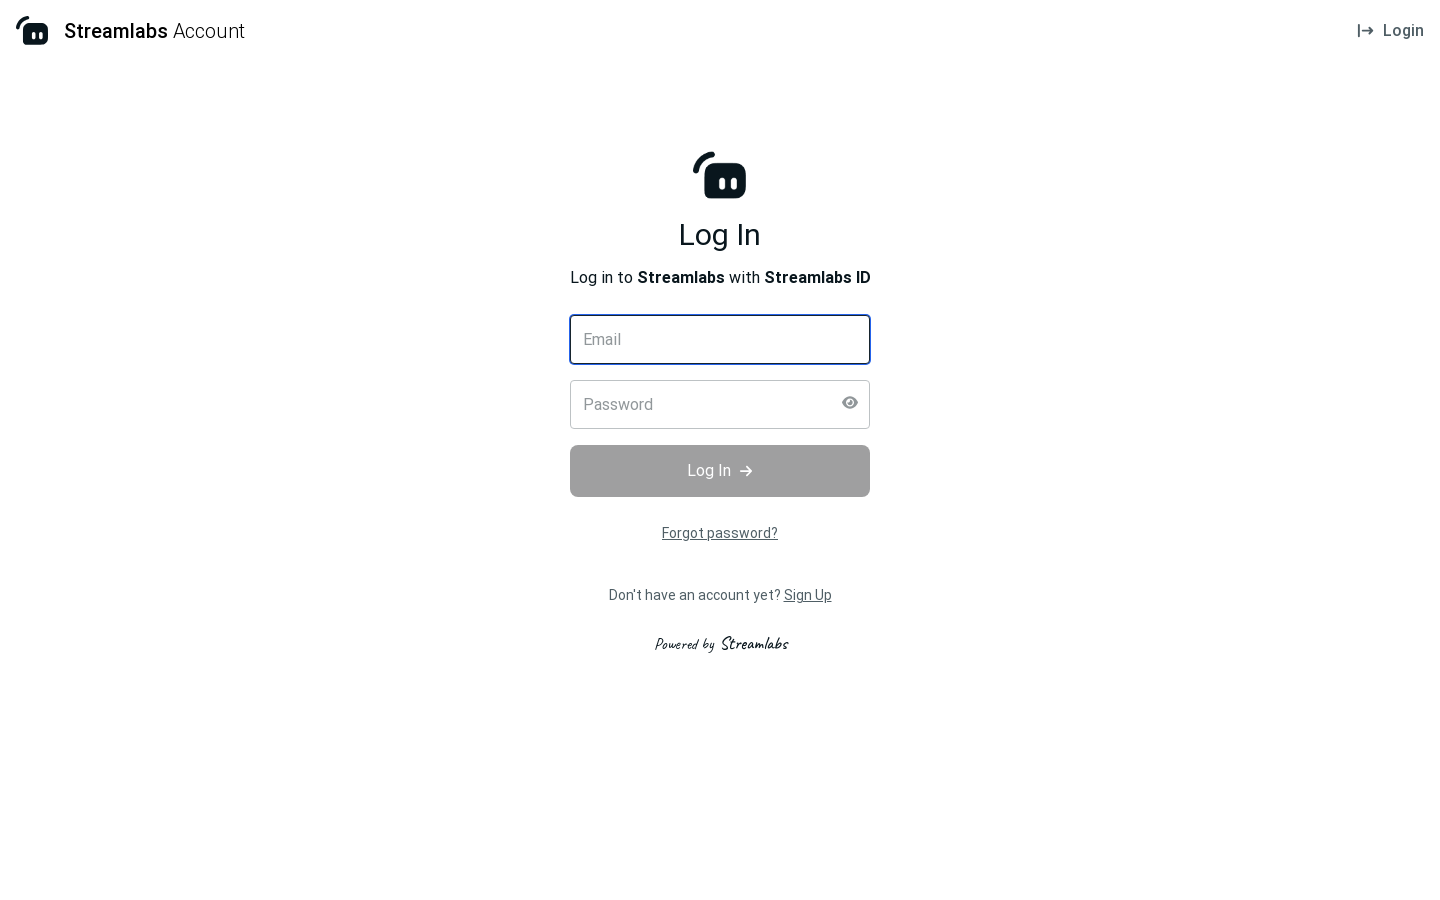 Streamlabs Account
Login
Log In
Log in to Streamlabs with Streamlabs ID
Email
Password
Log In
Forgot password?
Don't have an account yet? Sign Up
Powered by Streamlabs